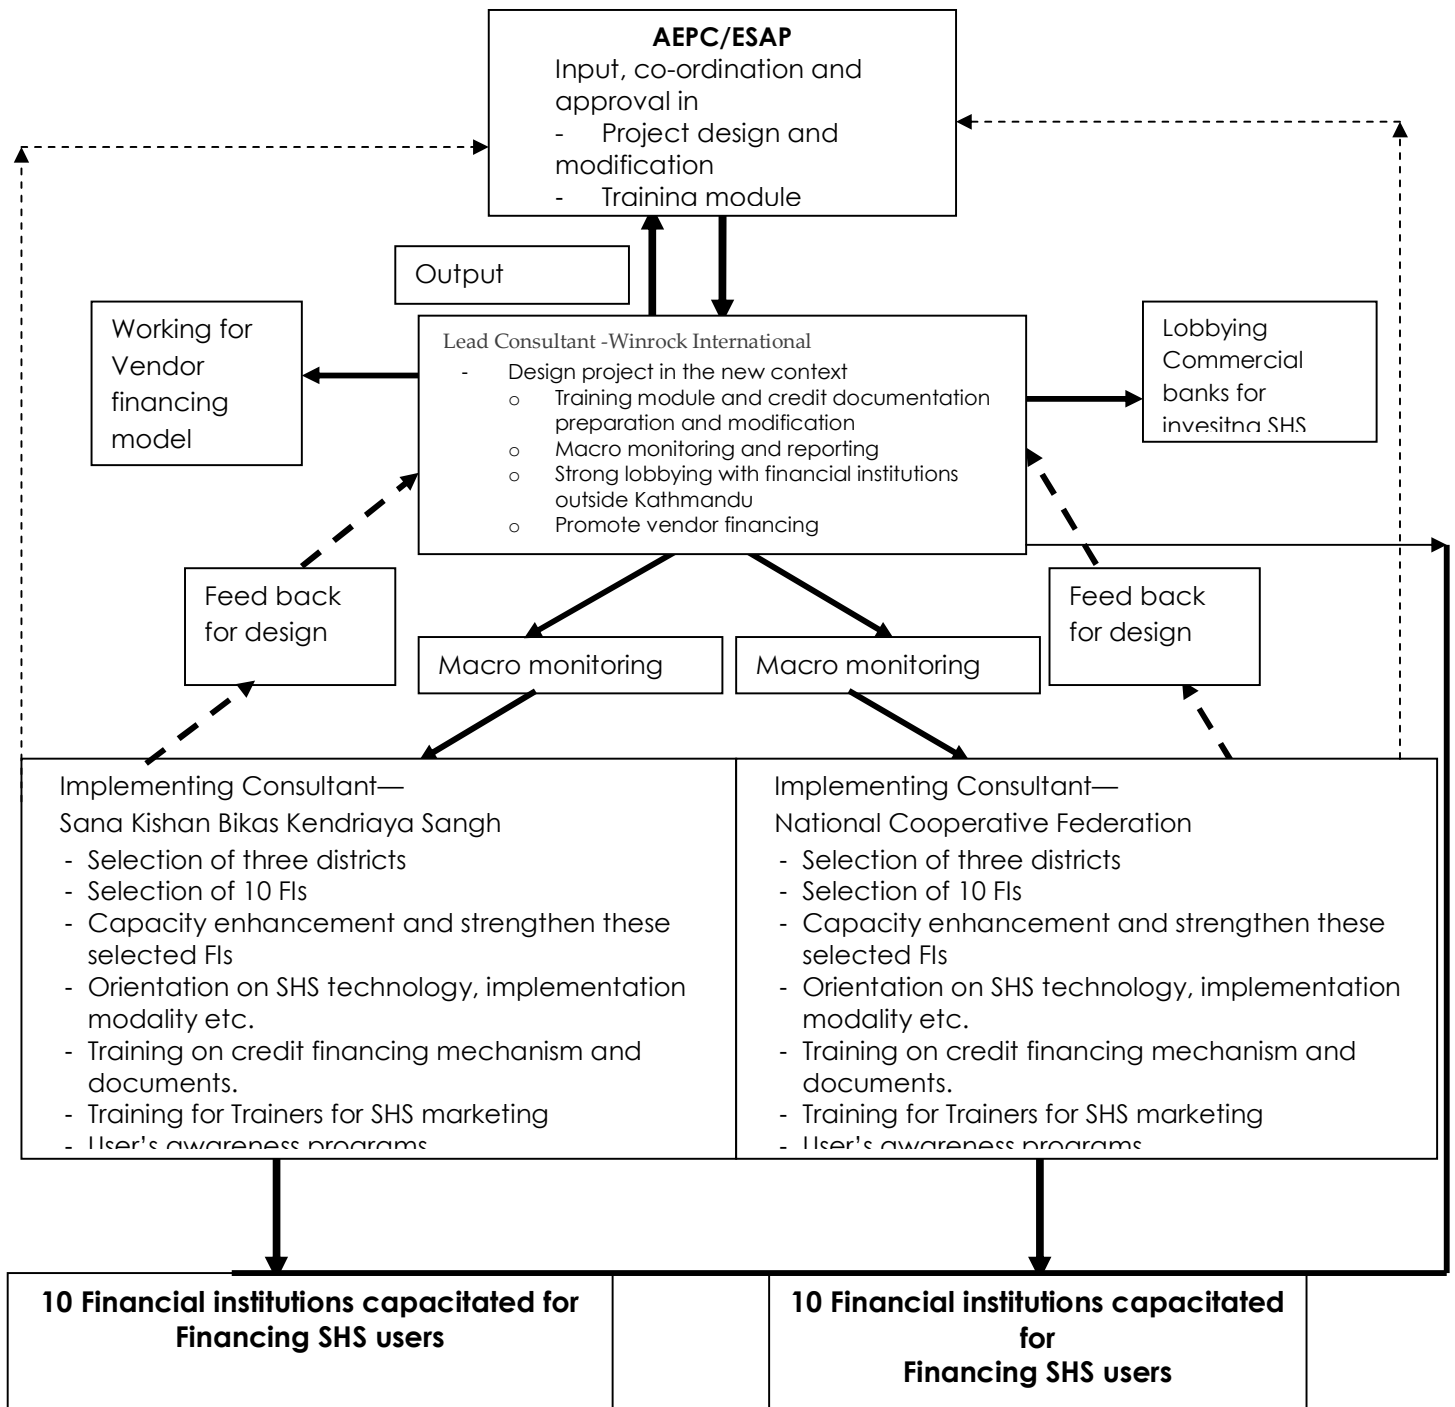 AEPC/ESAP
Input, co-ordination and
approval in
- Project design and
modification
- Training module
Output
Working for
Vendor
financing
model
Lead Consultant -Winrock International
- Design project in the new context
o Training module and credit documentation
preparation and modification
o Macro monitoring and reporting
o Strong lobbying with financial institutions
outside Kathmandu
o Promote vendor financing
Lobbying
Commercial
banks for
invesitng SHS
Feed back
for design
Macro monitoring
Macro monitoring
Feed back
for design
Implementing Consultant—
Sana Kishan Bikas Kendriaya Sangh
- Selection of three districts
- Selection of 10 FIs
- Capacity enhancement and strengthen these
selected FIs
- Orientation on SHS technology, implementation
modality etc.
- Training on credit financing mechanism and
documents.
- Training for Trainers for SHS marketing
- User's awareness programs
Implementing Consultant—
National Cooperative Federation
- Selection of three districts
- Selection of 10 FIs
- Capacity enhancement and strengthen these
selected FIs
- Orientation on SHS technology, implementation
modality etc.
- Training on credit financing mechanism and
documents.
- Training for Trainers for SHS marketing
- User's awareness programs
10 Financial institutions capacitated for
Financing SHS users
10 Financial institutions capacitated
for
Financing SHS users